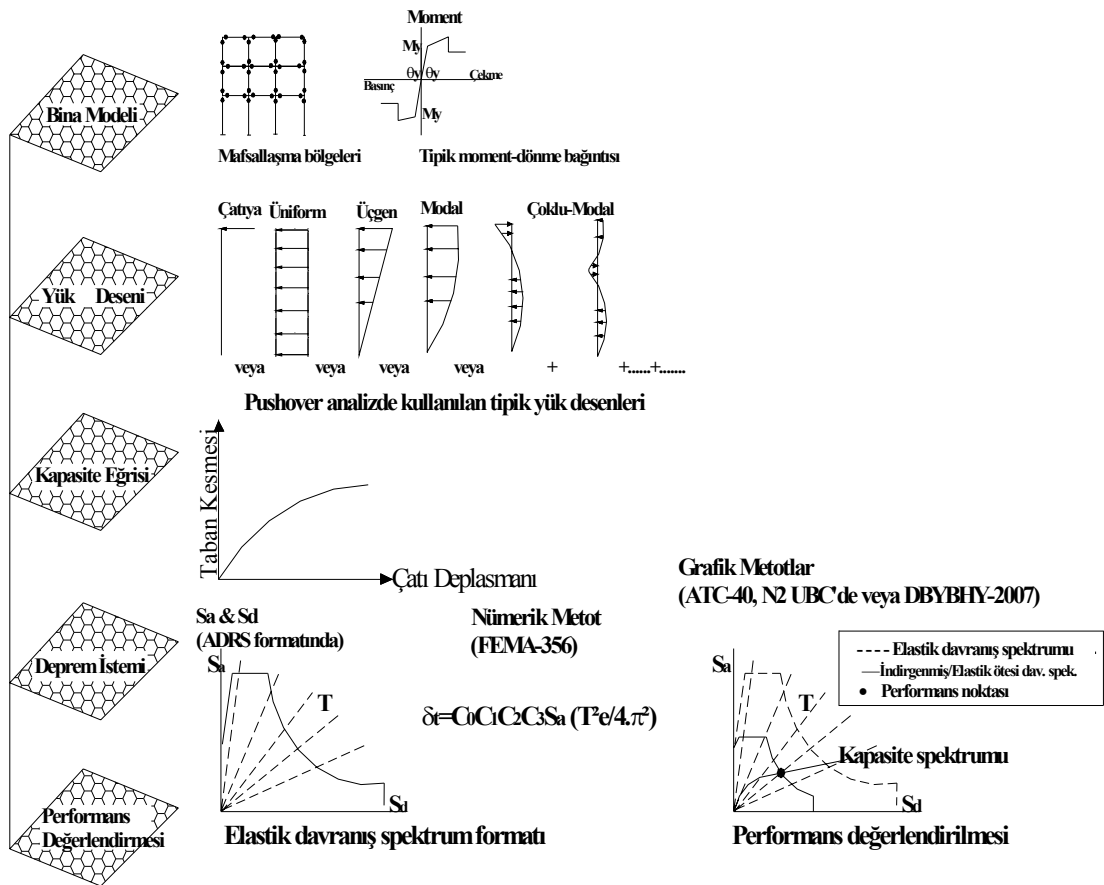 Bina Modeli
Moment
My
θy θy
Basınç
Çekme
My
Mafsallaşma bölgeleri
Tipik moment-dönme bağıntısı
Yük Deseni
Çatıya
Üniform
Üçgen
Modal
Çoklu-Modal
veya veya veya veya + +......+.......
Pushover analizde kullanılan tipik yük desenleri
Kapasite Eğrisi
Taban Kesmesi
Çatı Deplasmanı
Deprem İstemi
Sa & Sd
(ADRS formatında)
Sa
T
Sd
Elastik davranış spektrum formatı
Nümerik Metot
(FEMA-356)
δt=C0C1C2C3Sa (T²e/4.π²)
Grafik Metotlar
(ATC-40, N2 UBC'de veya DBYBHY-2007)
Elastik davranış spektrumu
İndirgenmiş/Elastik ötesi dav. spek.
Performans noktası
Sa
T
Kapasite spektrumu
Sd
Performans değerlendirilmesi
Performans
Değerlendirmesi